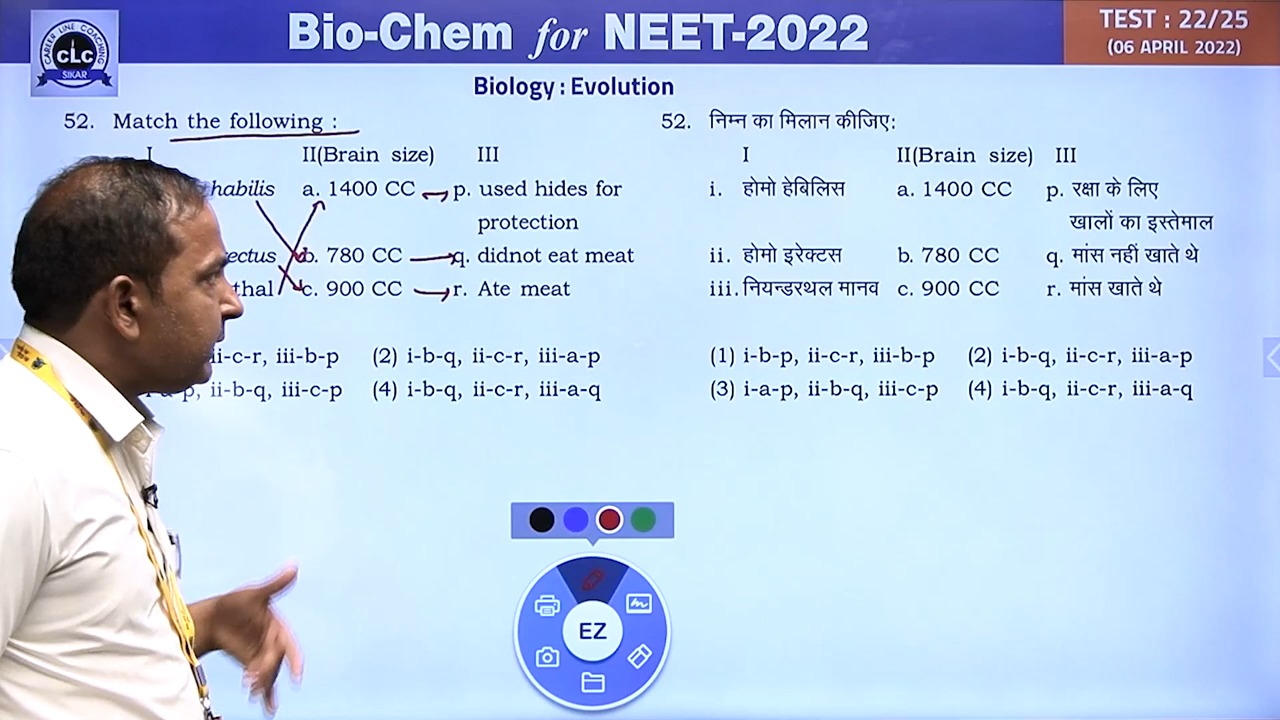 CAREER LINE COACHING
CLC
SIKAR
Bio-Chem for NEET-2022
TEST : 22/25
(06 APRIL 2022)
Biology : Evolution
52. Match the following :
I II(Brain size) III
habilis a. 1400 CC p. used hides for
protection
ectus b. 780 CC q. didnot eat meat
thal c. 900 CC r. Ate meat
ii-c-r, iii-b-p (2) i-b-q, ii-c-r, iii-a-p
ii-b-q, iii-c-p (4) i-b-q, ii-c-r, iii-a-q
52. निम्न का मिलान कीजिए:
I II(Brain size) III
i. होमो हेबिलिस a. 1400 CC p. रक्षा के लिए
खालों का इस्तेमाल
ii. होमो इरेक्टस b. 780 CC q. मांस नहीं खाते थे
iii. नियन्डरथल मानव c. 900 CC r. मांस खाते थे
(1) i-b-p, ii-c-r, iii-b-p (2) i-b-q, ii-c-r, iii-a-p
(3) i-a-p, ii-b-q, iii-c-p (4) i-b-q, ii-c-r, iii-a-q
EZ